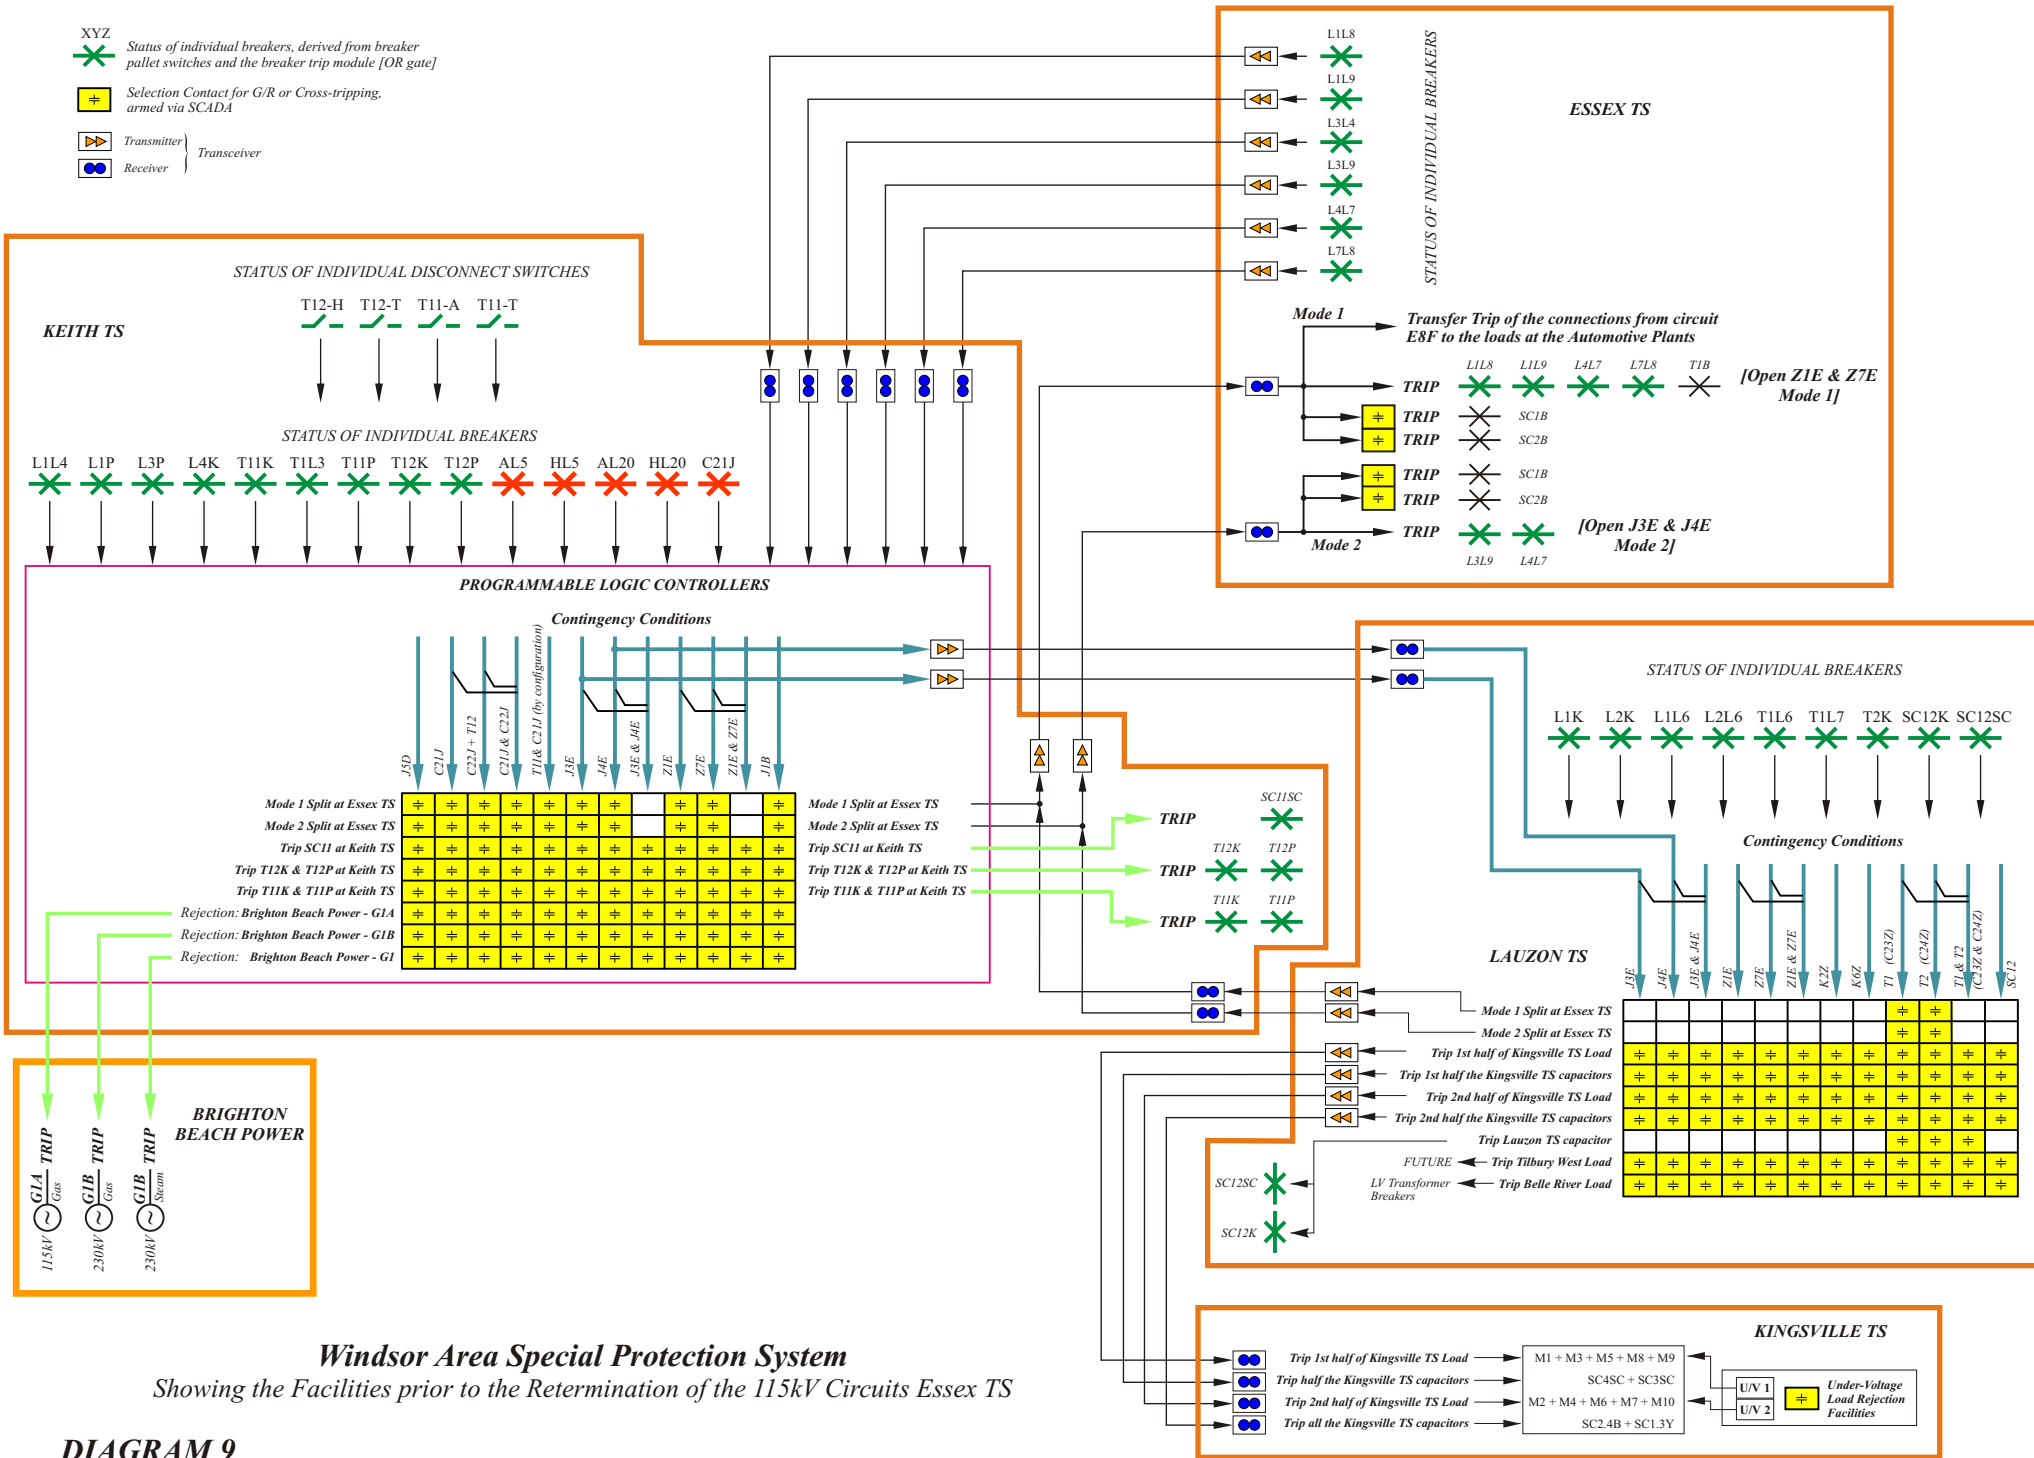 XYZ
Status of individual breakers, derived from breaker
pallet switches and the breaker trip module [OR gate]
Selection Contact for G/R or Cross-tripping,
armed via SCADA
Transmitter
Receiver
Transceiver
ESSEX TS
STATUS OF INDIVIDUAL BREAKERS
L1L8
L1L9
L3L4
L3L9
L4L7
L7L8
Mode 1
Transfer Trip of the connections from circuit
E8F to the loads at the Automotive Plants
L1L8 L1L9 L4L7 L7L8 T1B
TRIP
[Open Z1E & Z7E
Mode 1]
TRIP SC1B
TRIP SC2B
TRIP SC1B
TRIP SC2B
Mode 2
TRIP
[Open J3E & J4E
Mode 2]
L3L9 L4L7
KEITH TS
STATUS OF INDIVIDUAL DISCONNECT SWITCHES
T12-H T12-T T11-A T11-T
STATUS OF INDIVIDUAL BREAKERS
L1L4 L1P L3P L4K T11K T1L3 T11P T12K T12P AL5 HL5 AL20 HL20 C21J
PROGRAMMABLE LOGIC CONTROLLERS
Contingency Conditions
J5D
C21J
C22J + T12
C21J & C22J
T11& C21J (by configuration)
J3E
J4E
J3E & J4E
Z1E
Z7E
Z1E & Z7E
J1B
Mode 1 Split at Essex TS
Mode 2 Split at Essex TS
Trip SC11 at Keith TS
Trip T12K & T12P at Keith TS
Trip T11K & T11P at Keith TS
Rejection: Brighton Beach Power - G1A
Rejection: Brighton Beach Power - G1B
Rejection: Brighton Beach Power - G1
Mode 1 Split at Essex TS
Mode 2 Split at Essex TS
Trip SC11 at Keith TS
Trip T12K & T12P at Keith TS
Trip T11K & T11P at Keith TS
SC11SC
TRIP
T12K T12P
TRIP
T11K T11P
TRIP
BRIGHTON
BEACH POWER
TRIP
G1A
Gas
115kV
TRIP
G1B
Gas
230kV
TRIP
G1B
Steam
230kV
STATUS OF INDIVIDUAL BREAKERS
L1K L2K L1L6 L2L6 T1L6 T1L7 T2K SC12K SC12SC
Contingency Conditions
LAUZON TS
J3E
J4E
J3E & J4E
Z1E
Z7E
Z1E & Z7E
K2Z
K6Z
T1 (C23Z)
T2 (C24Z)
T1 & T2
(C23Z & C24Z)
SC12
Mode 1 Split at Essex TS
Mode 2 Split at Essex TS
Trip 1st half of Kingsville TS Load
Trip 1st half the Kingsville TS capacitors
Trip 2nd half of Kingsville TS Load
Trip 2nd half the Kingsville TS capacitors
Trip Lauzon TS capacitor
FUTURE Trip Tilbury West Load
LV Transformer
Breakers
Trip Belle River Load
SC12SC
SC12K
KINGSVILLE TS
Trip 1st half of Kingsville TS Load
Trip half the Kingsville TS capacitors
Trip 2nd half of Kingsville TS Load
Trip all the Kingsville TS capacitors
M1 + M3 + M5 + M8 + M9
SC4SC + SC3SC
M2 + M4 + M6 + M7 + M10
SC2.4B + SC1.3Y
U/V 1
U/V 2
Under-Voltage
Load Rejection
Facilities
Windsor Area Special Protection System
Showing the Facilities prior to the Retermination of the 115kV Circuits Essex TS
DIAGRAM 9